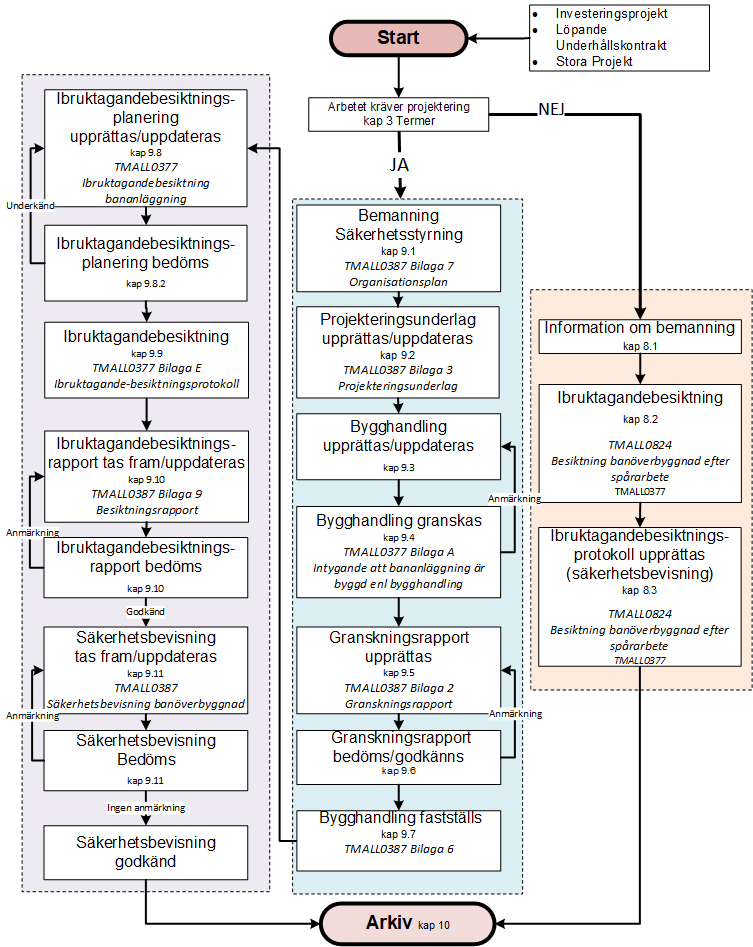 Start
Investeringsprojekt
Löpande
Underhållskontrakt
Stora Projekt
Arbetet kräver projektering
kap 3 Termer
NEJ
JA
Ibruktagandebesiktnings-
planering
upprättas/uppdateras
kap 9.8
TMALL0377
Ibruktagandebesiktning
bananläggning
Underkänd
Ibruktagandebesiktnings-
planering bedöms
kap 9.8.2
Ibruktagandebesiktning
kap 9.9
TMALL0377 Bilaga E
Ibruktagande-besiktningsprotokoll
Ibruktagandebesiktnings-
rapport tas fram/uppdateras
kap 9.10
TMALL0387 Bilaga 9
Besiktningsrapport
Anmärkning
Ibruktagandebesiktnings-
rapport bedöms
kap 9.10
Godkänd
Säkerhetsbevisning
tas fram/uppdateras
kap 9.11
TMALL0387
Säkerhetsbevisning banöverbyggnad
Anmärkning
Säkerhetsbevisning
Bedöms
kap 9.11
Ingen anmärkning
Säkerhetsbevisning
godkänd
Bemanning
Säkerhetsstyrning
kap 9.1
TMALL0387 Bilaga 7
Organisationsplan
Projekteringsunderlag
upprättas/uppdateras
kap 9.2
TMALL0387 Bilaga 3
Projekteringsunderlag
Bygghandling
upprättas/uppdateras
kap 9.3
Anmärkning
Bygghandling granskas
kap 9.4
TMALL0377 Bilaga A
Intygande att bananläggning är
byggd enl bygghandling
Granskningsrapport
upprättas
kap 9.5
TMALL0387 Bilaga 2
Granskningsrapport
Anmärkning
Granskningsrapport
bedöms/godkänns
kap 9.6
Bygghandling fastställs
kap 9.7
TMALL0387 Bilaga 6
Information om bemanning
kap 8.1
Ibruktagandebesiktning
kap 8.2
TMALL0824
Besiktning banöverbyggnad efter
spårarbete
TMALL0377
Ibruktagandebesiktnings-
protokoll upprättas
(säkerhetsbevisning)
kap 8.3
TMALL0824
Besiktning banöverbyggnad efter
spårarbete
TMALL0377
Arkiv kap 10